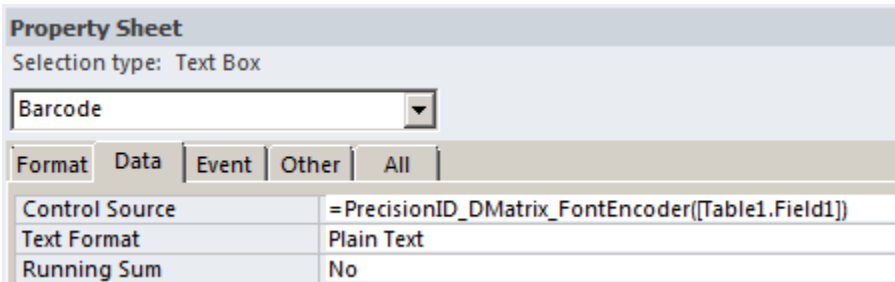 Property Sheet
Selection type: Text Box
Barcode
Format Data Event Other All
Control Source =PrecisionID_DMatrix_FontEncoder([Table1.Field1])
Text Format Plain Text
Running Sum No